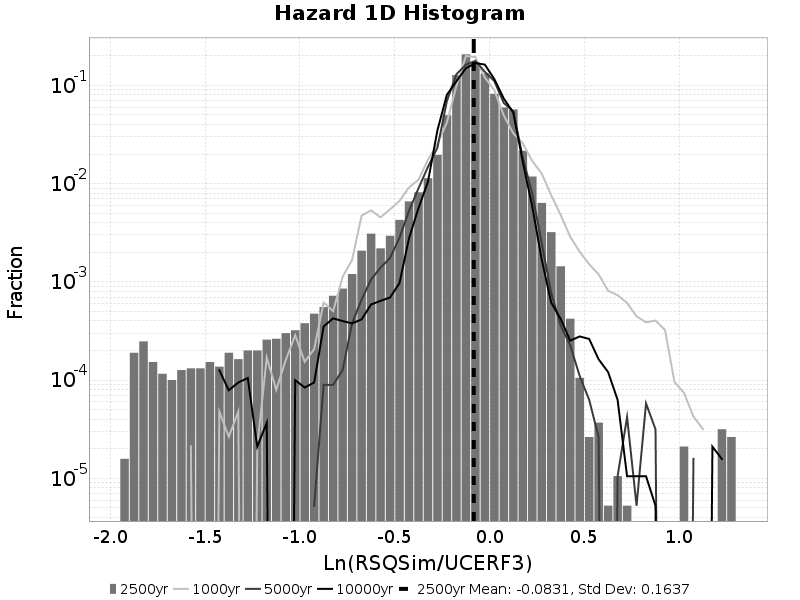 Hazard 1D Histogram
Fraction
10-1
10-2
10-3
10-4
10-5
-2.0 -1.5 -1.0 -0.5 0.0 0.5 1.0
Ln(RSQSim/UCERF3)
2500yr 1000yr 5000yr 10000yr 2500yr Mean: -0.0831, Std Dev: 0.1637